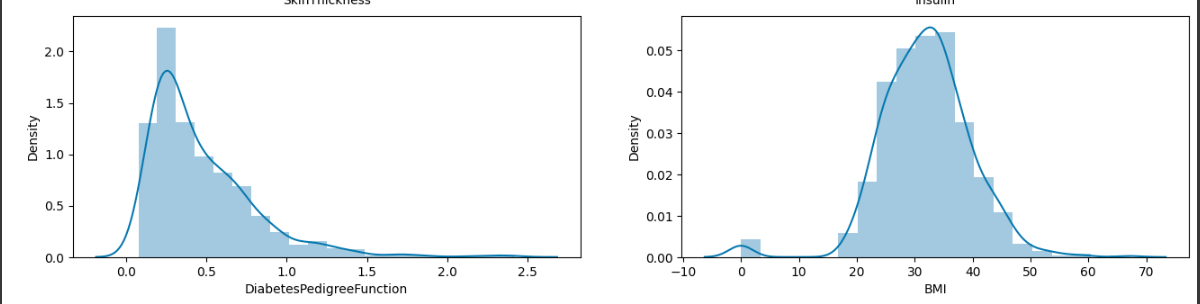 SkinThickness
Insulin
2.0
1.5
1.0
0.5
0.0
Density
0.0 0.5 1.0 1.5 2.0 2.5
DiabetesPedigreeFunction
0.05
0.04
0.03
0.02
0.01
0.00
Density
−10 0 10 20 30 40 50 60 70
BMI